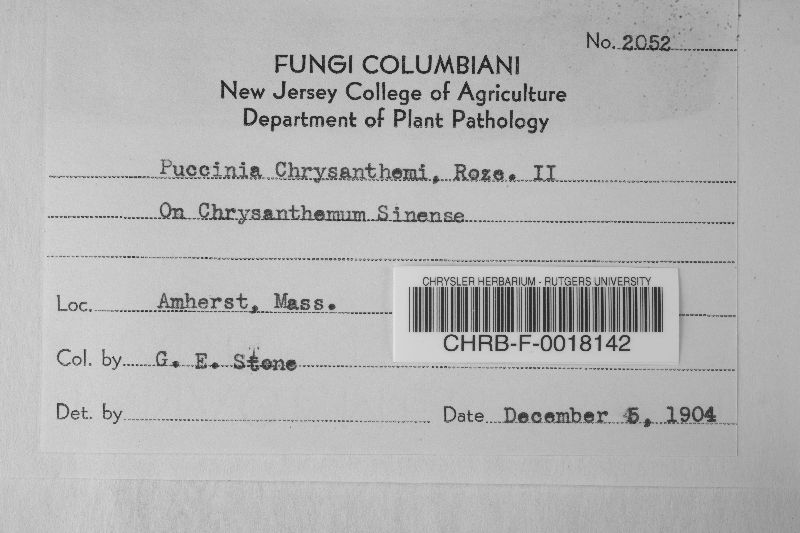 No. 2052
FUNGI COLUMBIANI
New Jersey College of Agriculture
Department of Plant Pathology
Puccinia Chrysanthemi, Roze. II
On Chrysanthemum Sinense
Loc. Amherst, Mass.
CHRYSLER HERBARIUM - RUTGERS UNIVERSITY
CHRB-F-0018142
Col. by G. E. Stone
Det. by
Date December 5, 1904